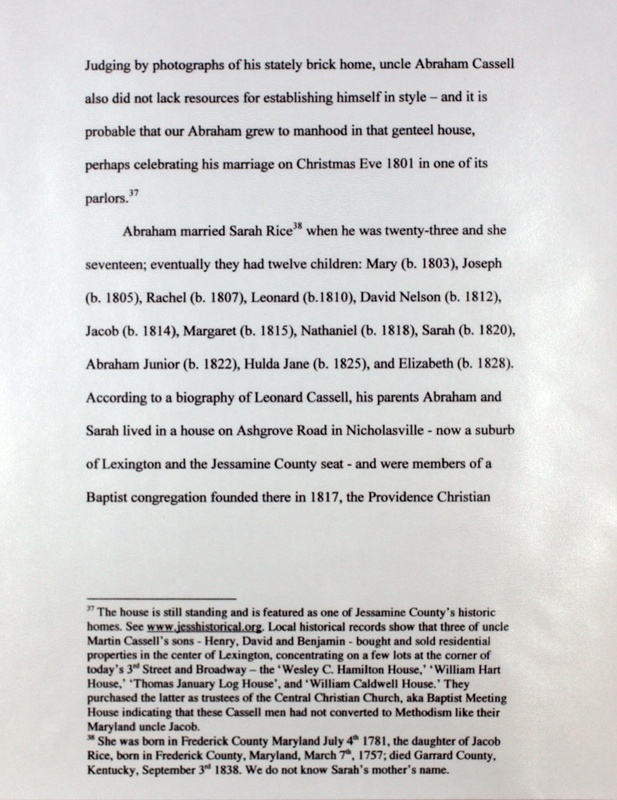 Judging by photographs of his stately brick home, uncle Abraham Cassell
also did not lack resources for establishing himself in style – and it is
probable that our Abraham grew to manhood in that genteel house,
perhaps celebrating his marriage on Christmas Eve 1801 in one of its
parlors.³⁷
Abraham married Sarah Rice³⁸ when he was twenty-three and she
seventeen; eventually they had twelve children: Mary (b. 1803), Joseph
(b. 1805), Rachel (b. 1807), Leonard (b.1810), David Nelson (b. 1812),
Jacob (b. 1814), Margaret (b. 1815), Nathaniel (b. 1818), Sarah (b. 1820),
Abraham Junior (b. 1822), Hulda Jane (b. 1825), and Elizabeth (b. 1828).
According to a biography of Leonard Cassell, his parents Abraham and
Sarah lived in a house on Ashgrove Road in Nicholasville - now a suburb
of Lexington and the Jessamine County seat - and were members of a
Baptist congregation founded there in 1817, the Providence Christian
³⁷ The house is still standing and is featured as one of Jessamine County's historic
homes. See www.jesshistorical.org. Local historical records show that three of uncle
Martin Cassell's sons - Henry, David and Benjamin - bought and sold residential
properties in the center of Lexington, concentrating on a few lots at the corner of
today's 3rd Street and Broadway – the 'Wesley C. Hamilton House,' 'William Hart
House,' 'Thomas January Log House', and 'William Caldwell House.' They
purchased the latter as trustees of the Central Christian Church, aka Baptist Meeting
House indicating that these Cassell men had not converted to Methodism like their
Maryland uncle Jacob.
³⁸ She was born in Frederick County Maryland July 4th 1781, the daughter of Jacob
Rice, born in Frederick County, Maryland, March 7th, 1757; died Garrard County,
Kentucky, September 3rd 1838. We do not know Sarah's mother's name.